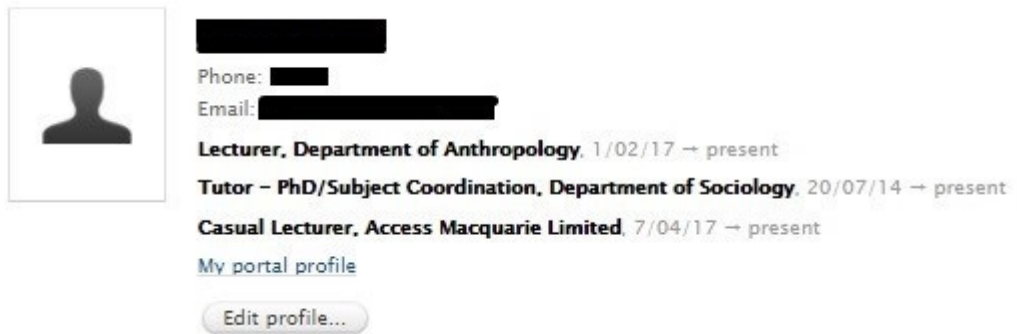 Phone:
Email:
Lecturer, Department of Anthropology, 1/02/17 → present
Tutor – PhD/Subject Coordination, Department of Sociology, 20/07/14 → present
Casual Lecturer, Access Macquarie Limited, 7/04/17 → present
My portal profile
Edit profile...